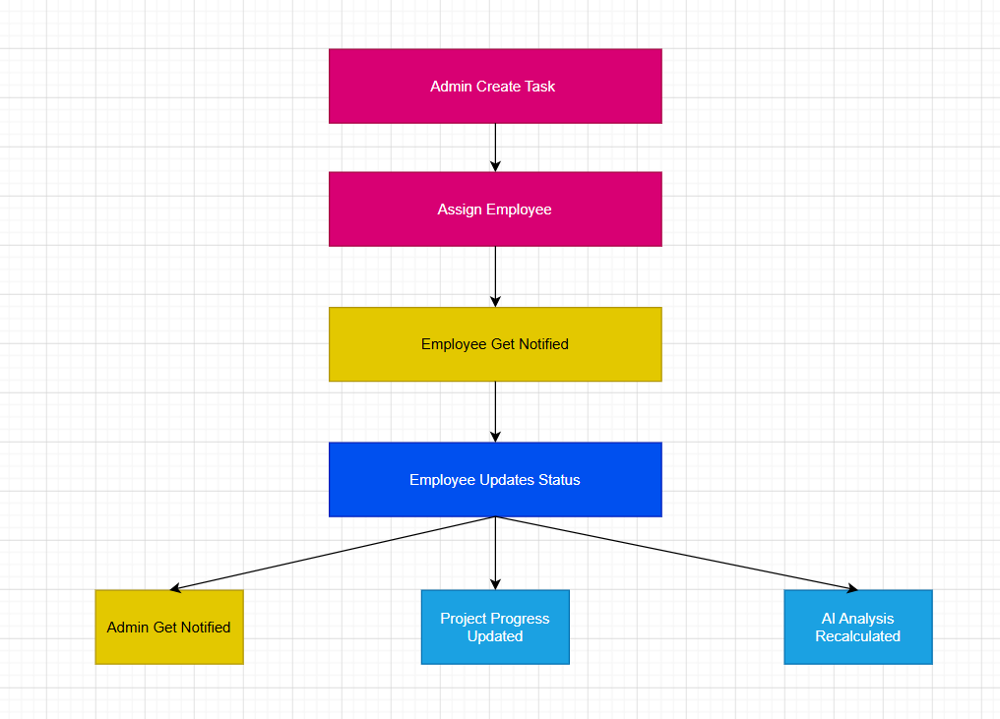 Admin Create Task
Assign Employee
Employee Get Notified
Employee Updates Status
Admin Get Notified
Project Progress
Updated
AI Analysis
Recalculated